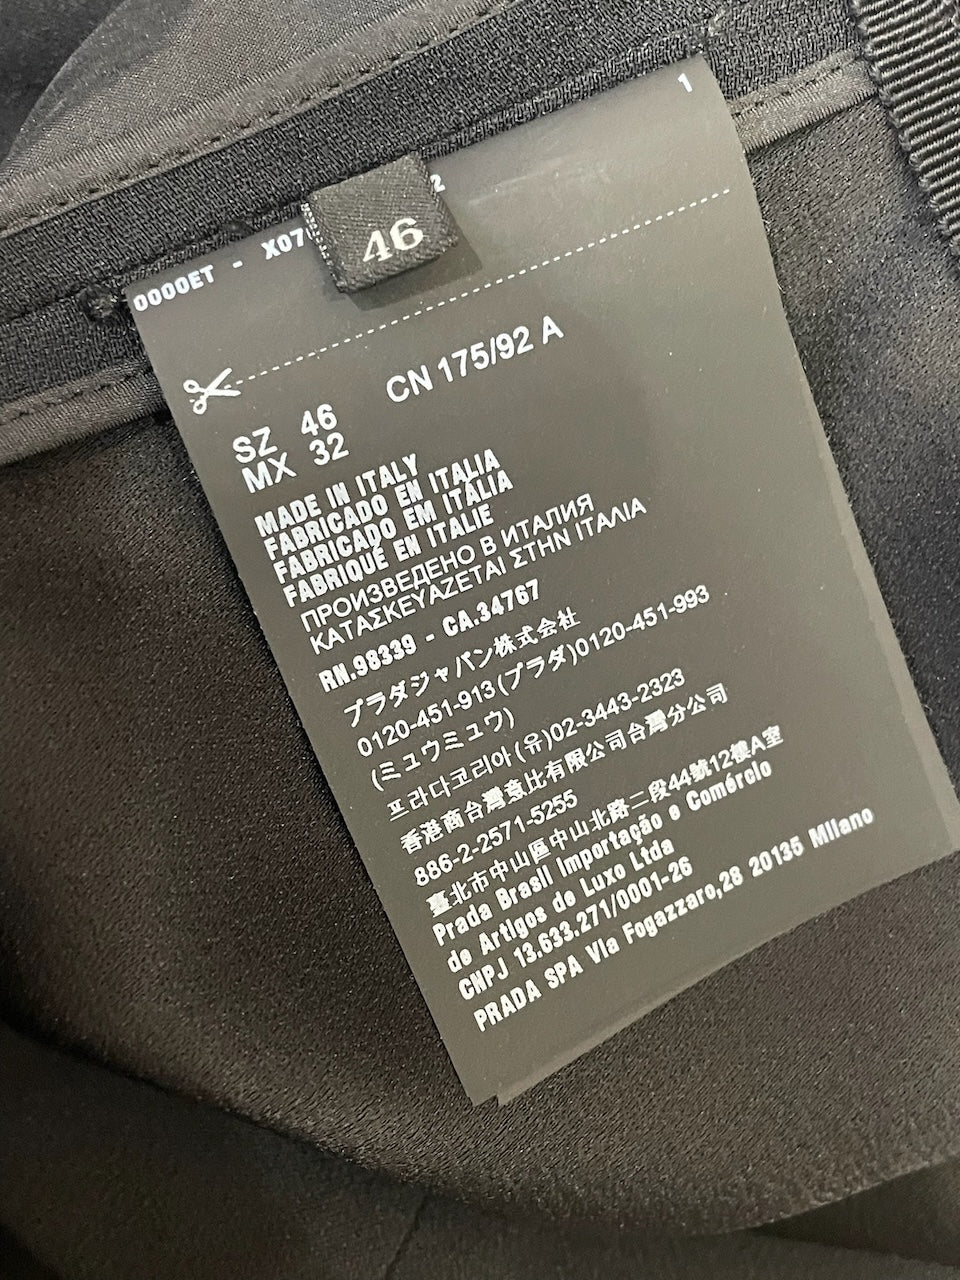 1
2
0000ET - X07
46
CN 175/92 A
SZ 46
MX 32
MADE IN ITALY
FABRICADO EN ITALIA
FABRICADO EM ITÁLIA
FABRIQUÉ EN ITALIE
ПРОИЗВЕДЕНО В ИТАЛИЯ
ΚΑΤΑΣΚΕΥΑΖΕΤΑΙ ΣΤΗΝ ΙΤΑΛΙΑ
RN.98339 - CA.34767
プラダジャパン株式会社
0120-451-913(プラダ)0120-451-993
(ミュウミュウ)
프라다코리아(유)02-3443-2323
香港商台灣意比有限公司台灣分公司
886-2-2571-5255
臺北市中山區中山北路二段44號12樓A室
Prada Brasil Importação e Comércio
de Artigos de Luxo Ltda
CNPJ 13.633.271/0001-26
PRADA SPA Via Fogazzaro,28 20135 Milano